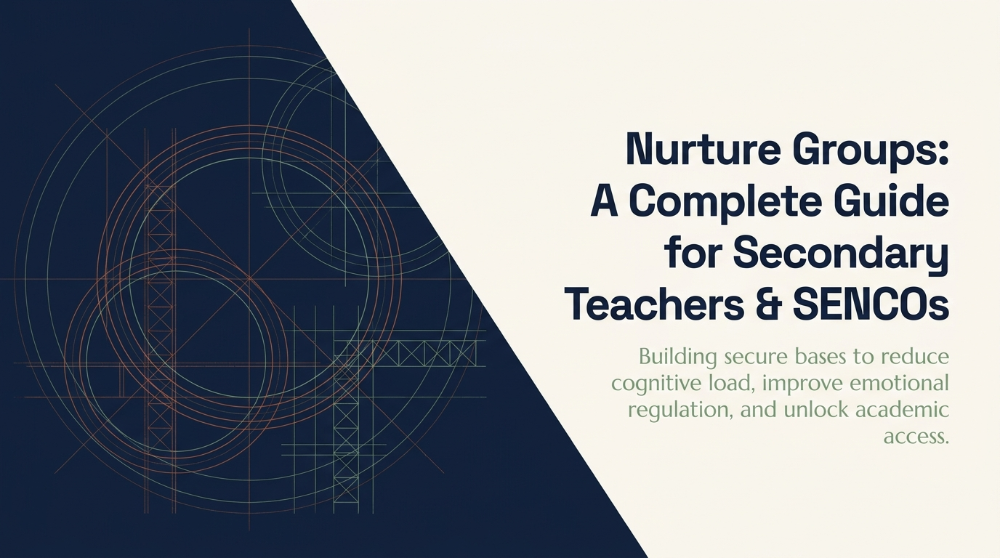 Nurture Groups:
A Complete Guide
for Secondary
Teachers & SENCOs
Building secure bases to reduce
cognitive load, improve emotional
regulation, and unlock academic
access.